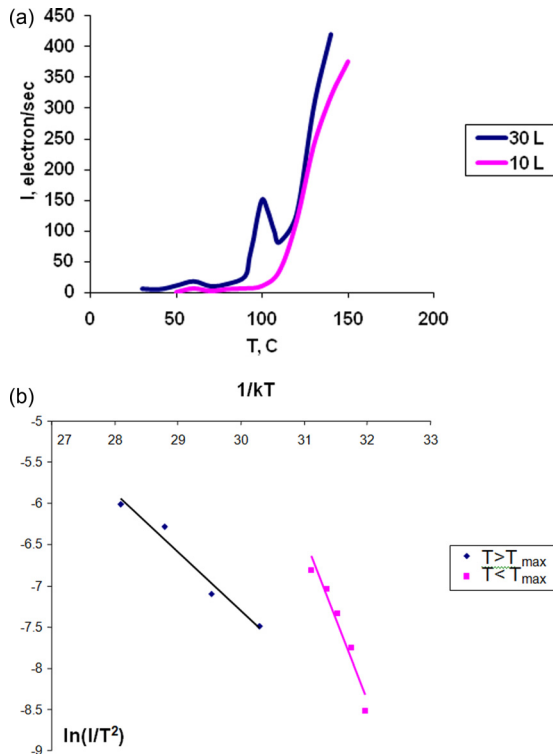 (a)
450
400
350
300
250
200
150
100
50
0
I, electron/sec
0 50 100 150 200
T, C
30 L
10 L
(b)
1/kT
27 28 29 30 31 32 33
-5
-5.5
-6
-6.5
-7
-7.5
-8
-8.5
-9
ln(I/T²)
T>Tmax
T<Tmax